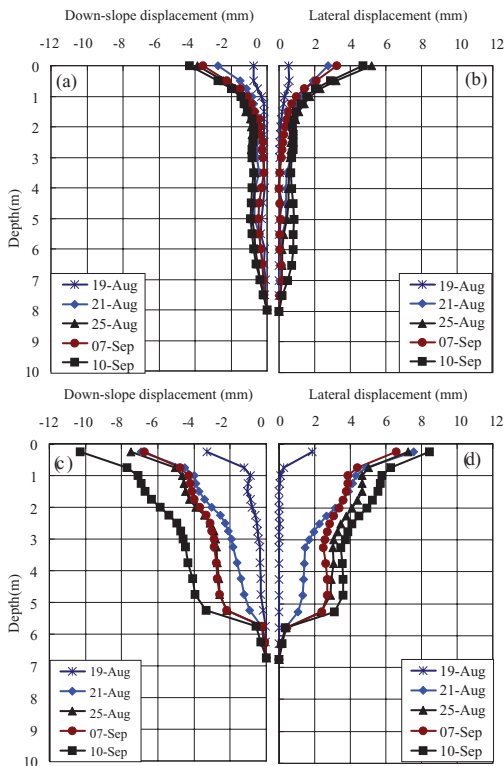 Down-slope displacement (mm)
Lateral displacement (mm)
-12 -10 -8 -6 -4 -2 -0
0 2 4 6 8 10 12
0
1
2
3
4
5
6
7
8
9
10
Depth(m)
(a)
(b)
19-Aug
21-Aug
25-Aug
07-Sep
10-Sep
19-Aug
21-Aug
25-Aug
07-Sep
10-Sep
Down-slope displacement (mm)
Lateral displacement (mm)
-12 -10 -8 -6 -4 -2 0
0 2 4 6 8 10 12
0
1
2
3
4
5
6
7
8
9
10
Depth(m)
(c)
(d)
19-Aug
21-Aug
25-Aug
07-Sep
10-Sep
19-Aug
21-Aug
25-Aug
07-Sep
10-Sep